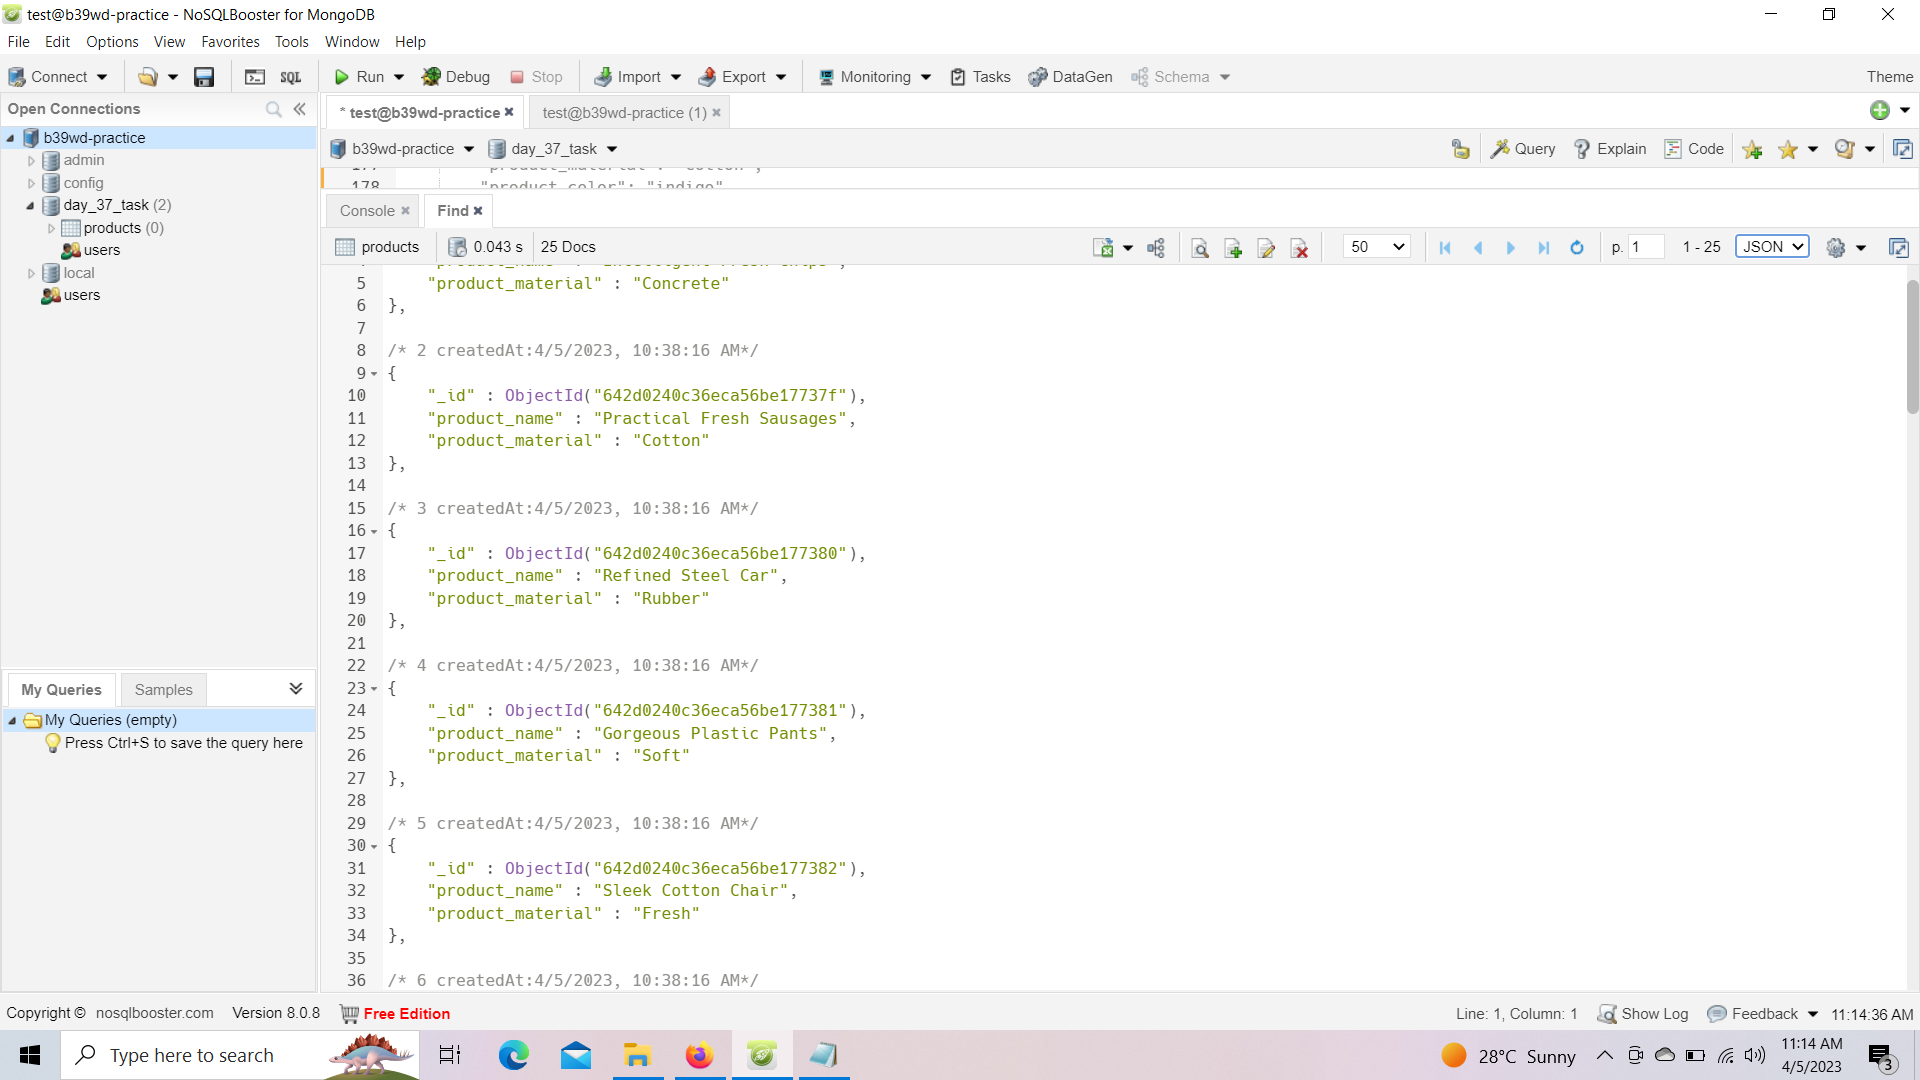 test@b39wd-practice - NoSQLBooster for MongoDB
File Edit Options View Favorites Tools Window Help
Connect SQL Run Debug Stop Import Export Monitoring Tasks DataGen Schema Theme
Open Connections
b39wd-practice
admin
config
day_37_task (2)
products (0)
users
local
users
* test@b39wd-practice test@b39wd-practice (1)
b39wd-practice day_37_task Query Explain Code
178 "product_color": "indigo"
Console Find
products 0.043 s 25 Docs 50 p. 1 1 - 25 JSON
5 "product_material" : "Concrete"
6 },
7
8 /* 2 createdAt:4/5/2023, 10:38:16 AM*/
9 {
10 "_id" : ObjectId("642d0240c36eca56be17737f"),
11 "product_name" : "Practical Fresh Sausages",
12 "product_material" : "Cotton"
13 },
14
15 /* 3 createdAt:4/5/2023, 10:38:16 AM*/
16 {
17 "_id" : ObjectId("642d0240c36eca56be177380"),
18 "product_name" : "Refined Steel Car",
19 "product_material" : "Rubber"
20 },
21
22 /* 4 createdAt:4/5/2023, 10:38:16 AM*/
23 {
24 "_id" : ObjectId("642d0240c36eca56be177381"),
25 "product_name" : "Gorgeous Plastic Pants",
26 "product_material" : "Soft"
27 },
28
29 /* 5 createdAt:4/5/2023, 10:38:16 AM*/
30 {
31 "_id" : ObjectId("642d0240c36eca56be177382"),
32 "product_name" : "Sleek Cotton Chair",
33 "product_material" : "Fresh"
34 },
35
36 /* 6 createdAt:4/5/2023, 10:38:16 AM*/
My Queries Samples
My Queries (empty)
Press Ctrl+S to save the query here
Copyright © nosqlbooster.com Version 8.0.8 Free Edition Line: 1, Column: 1 Show Log Feedback 11:14:36 AM
Type here to search 28°C Sunny 11:14 AM
4/5/2023 3